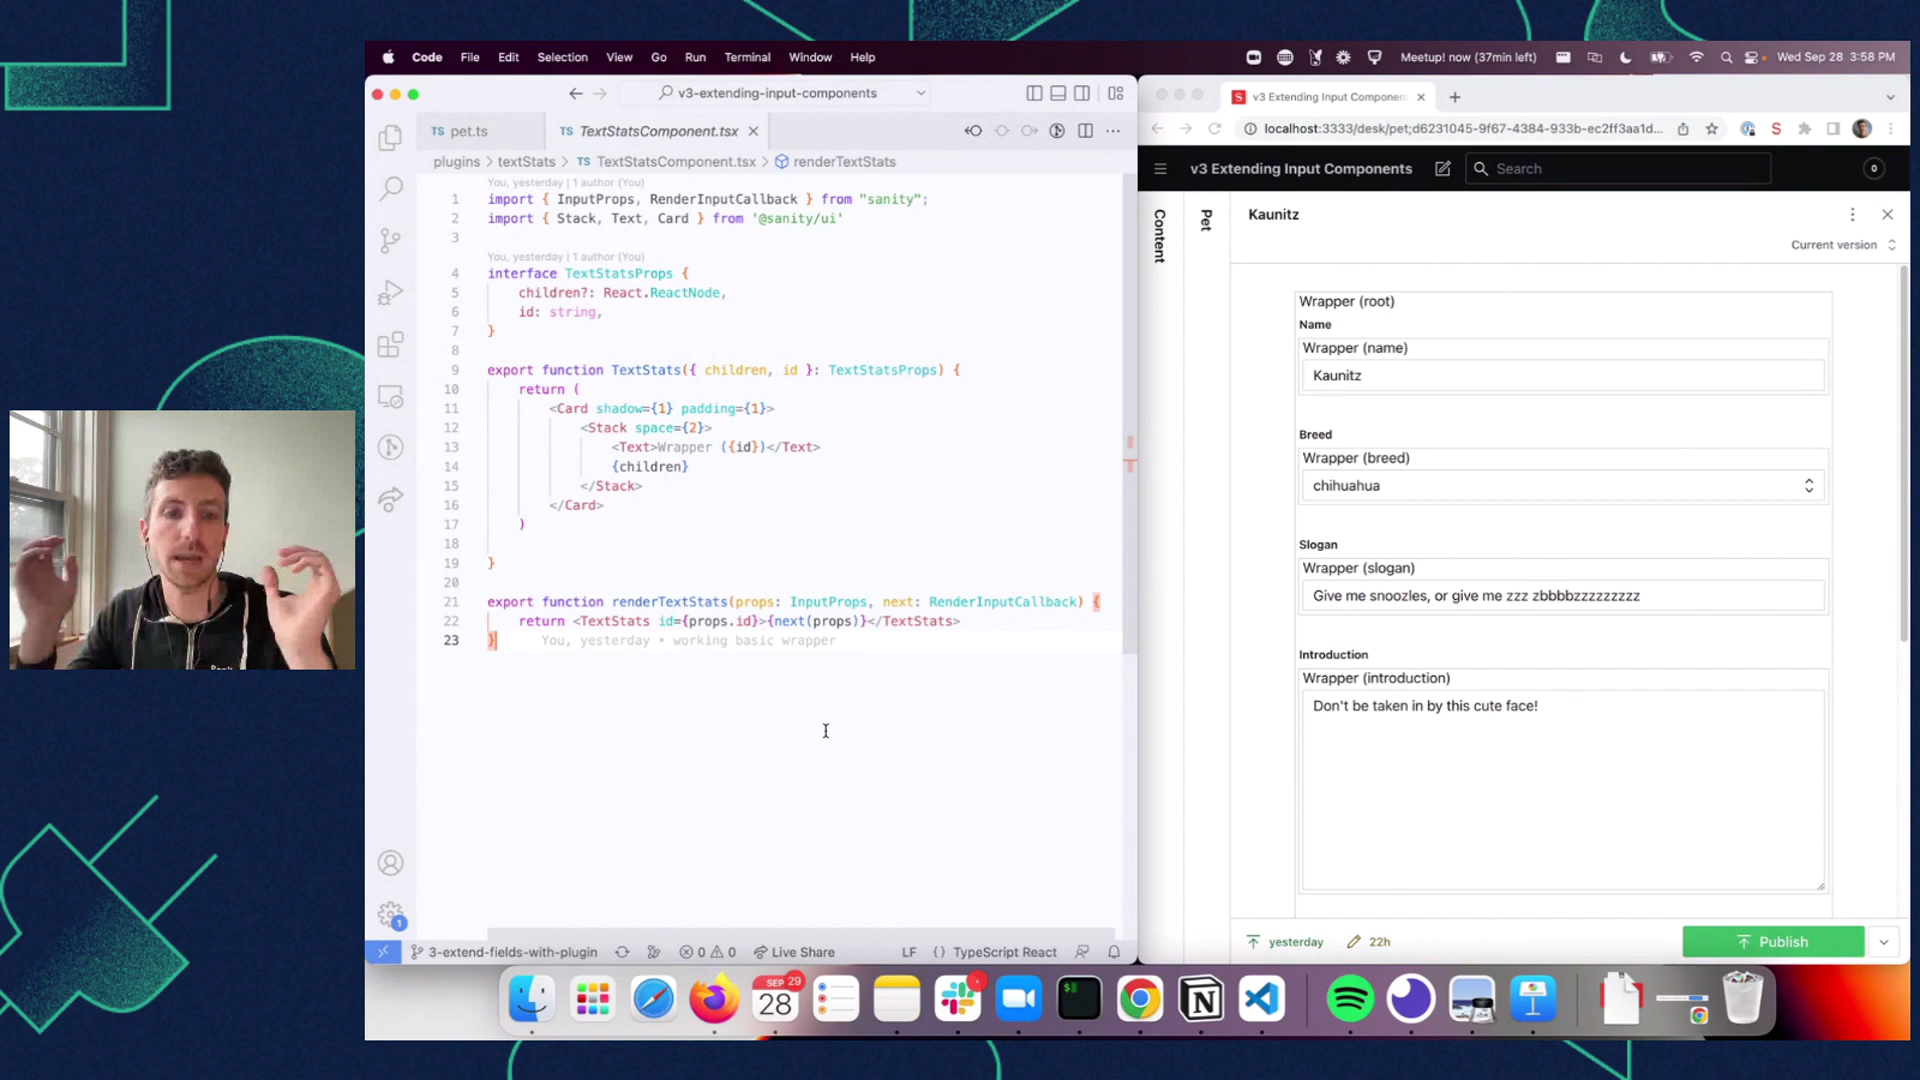 Code File Edit Selection View Go Run Terminal Window Help
Meetup! now (37min left)
Wed Sep 28 3:58 PM
v3-extending-input-components
TS pet.ts
TS TextStatsComponent.tsx
plugins > textStats > TS TextStatsComponent.tsx > renderTextStats
You, yesterday | 1 author (You)
1 import { InputProps, RenderInputCallback } from "sanity";
2 import { Stack, Text, Card } from '@sanity/ui'
3
You, yesterday | 1 author (You)
4 interface TextStatsProps {
5 children?: React.ReactNode,
6 id: string,
7 }
8
9 export function TextStats({ children, id }: TextStatsProps) {
10 return (
11 <Card shadow={1} padding={1}>
12 <Stack space={2}>
13 <Text>Wrapper ({id})</Text>
14 {children}
15 </Stack>
16 </Card>
17 )
18
19 }
20
21 export function renderTextStats(props: InputProps, next: RenderInputCallback) {
22 return <TextStats id={props.id}>{next(props)}</TextStats>
23 } You, yesterday • working basic wrapper
1
3-extend-fields-with-plugin
0 0
Live Share
LF
{ } TypeScript React
v3 Extending Input Componen
localhost:3333/desk/pet;d6231045-9f67-4384-933b-ec2ff3aa1d...
S
v3 Extending Input Components
Search
0
Content
Pet
Kaunitz
Current version
Wrapper (root)
Name
Wrapper (name)
Kaunitz
Breed
Wrapper (breed)
chihuahua
Slogan
Wrapper (slogan)
Give me snoozles, or give me zzz zbbbbzzzzzzzzz
Introduction
Wrapper (introduction)
Don't be taken in by this cute face!
yesterday
22h
Publish
SEP 29
28
$